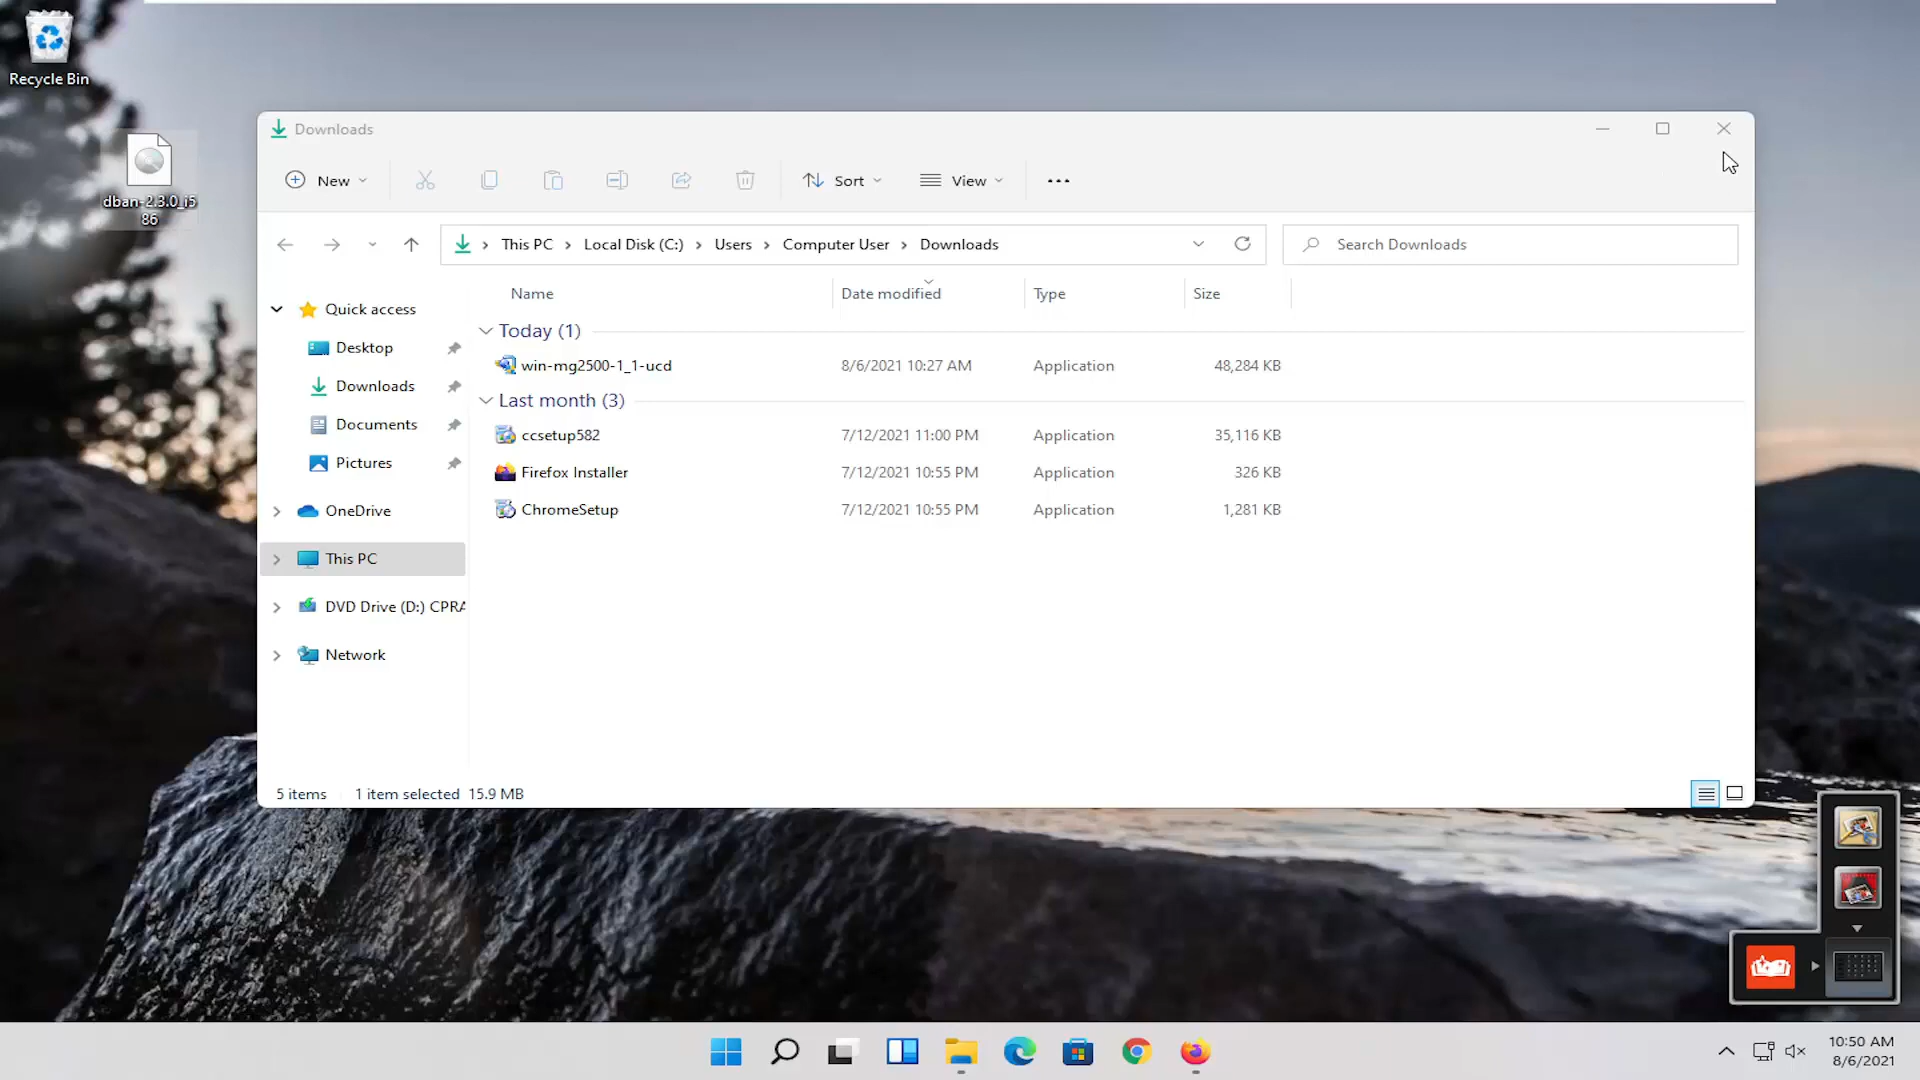 Recycle Bin
dban-2.3.0_i5
86
Downloads
New
Sort
View
This PC
Local Disk (C:)
Users
Computer User
Downloads
Search Downloads
Name
Date modified
Type
Size
Quick access
Desktop
Downloads
Documents
Pictures
OneDrive
This PC
DVD Drive (D:) CPRA
Network
Today (1)
win-mg2500-1_1-ucd 8/6/2021 10:27 AM Application 48,284 KB
Last month (3)
ccsetup582 7/12/2021 11:00 PM Application 35,116 KB
Firefox Installer 7/12/2021 10:55 PM Application 326 KB
ChromeSetup 7/12/2021 10:55 PM Application 1,281 KB
5 items 1 item selected 15.9 MB
10:50 AM
8/6/2021